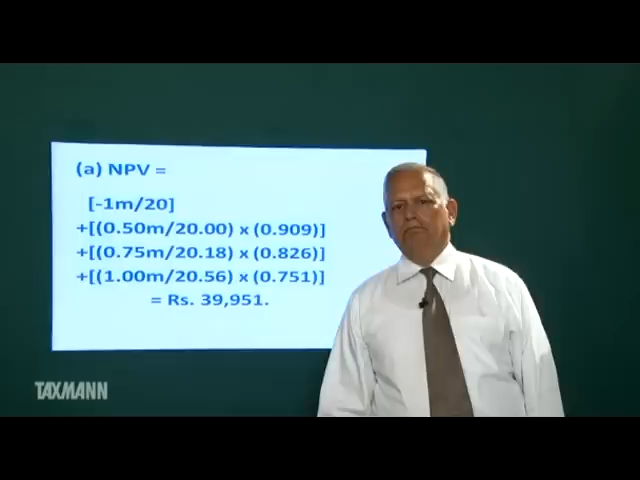 (a) NPV =
[-1m/20]
+[(0.50m/20.00) x (0.909)]
+[(0.75m/20.18) x (0.826)]
+[(1.00m/20.56) x (0.751)]
= Rs. 39,951.
TAXMANN